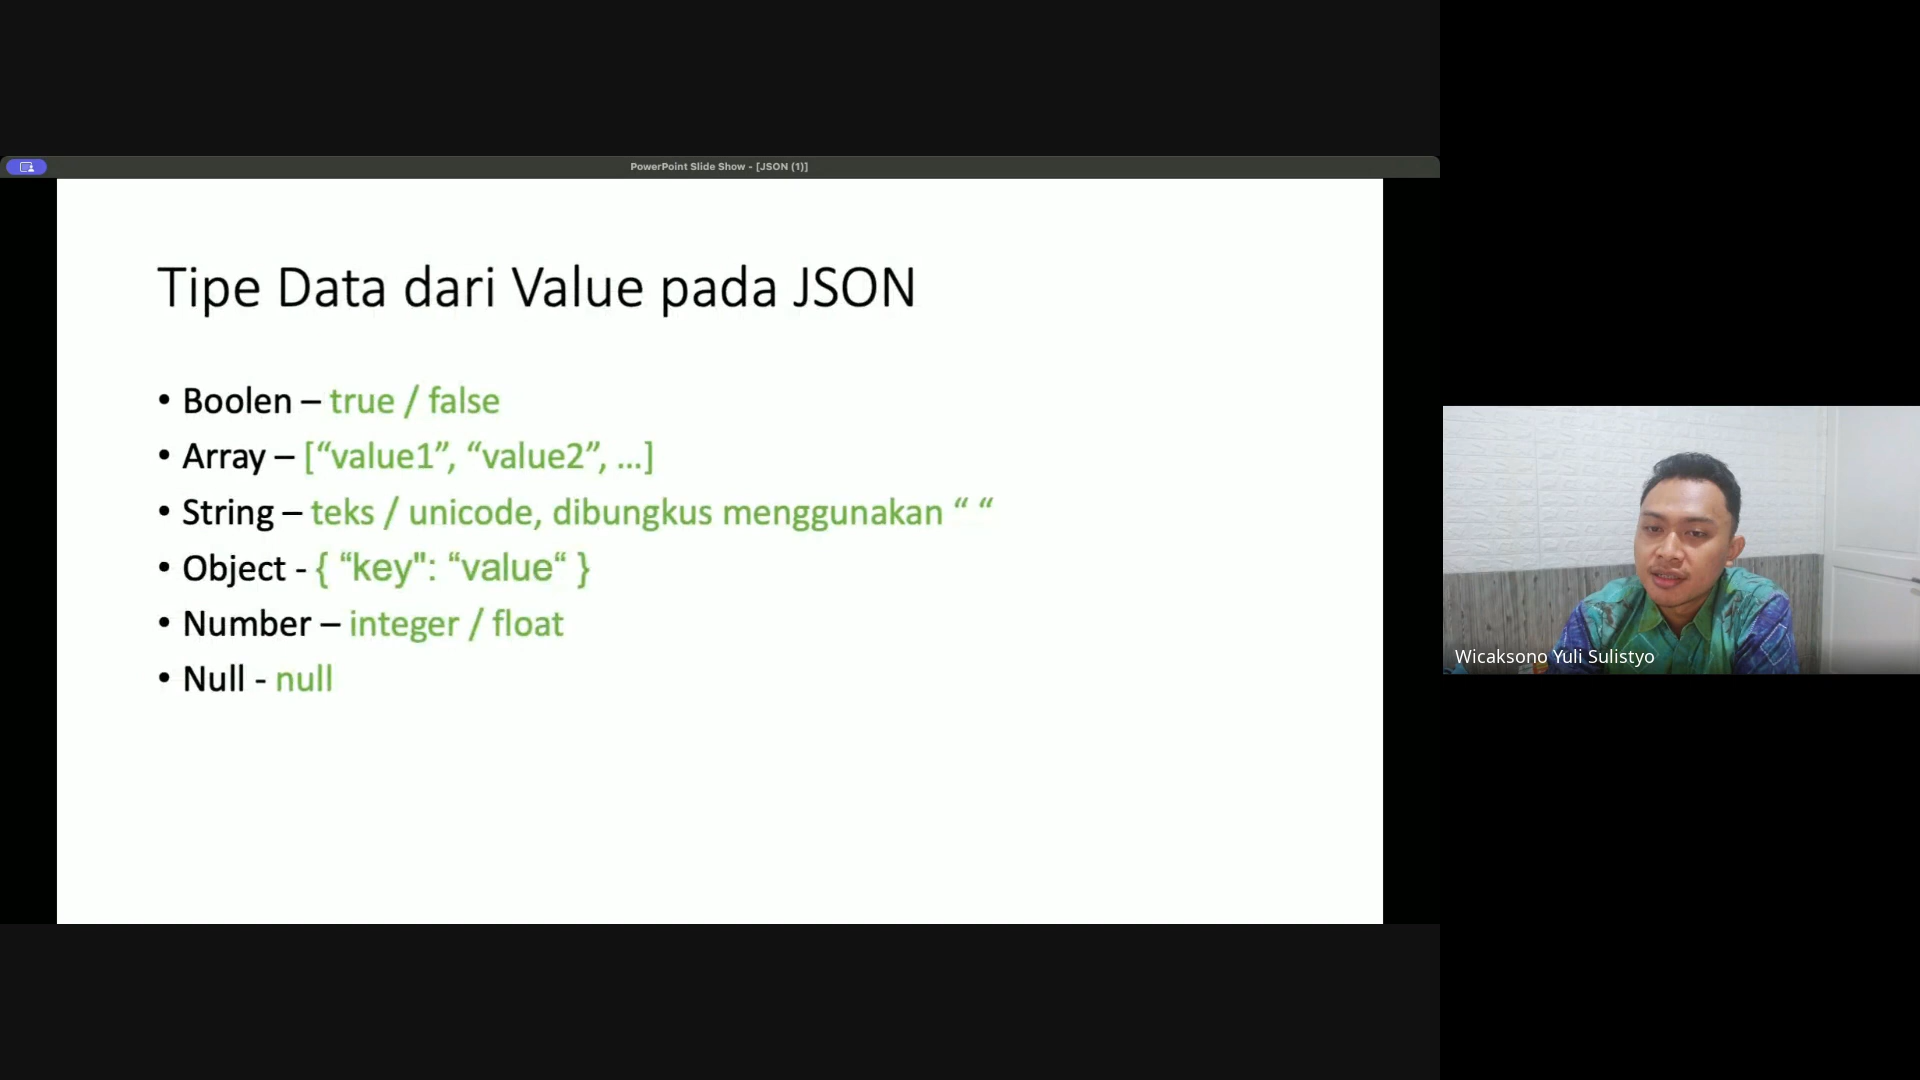 PowerPoint Slide Show - [JSON (1)]
Tipe Data dari Value pada JSON
• Boolen – true / false
• Array – [“value1”, “value2”, ...]
• String – teks / unicode, dibungkus menggunakan “ “
• Object - { “key": “value“ }
• Number – integer / float
• Null - null
Wicaksono Yuli Sulistyo